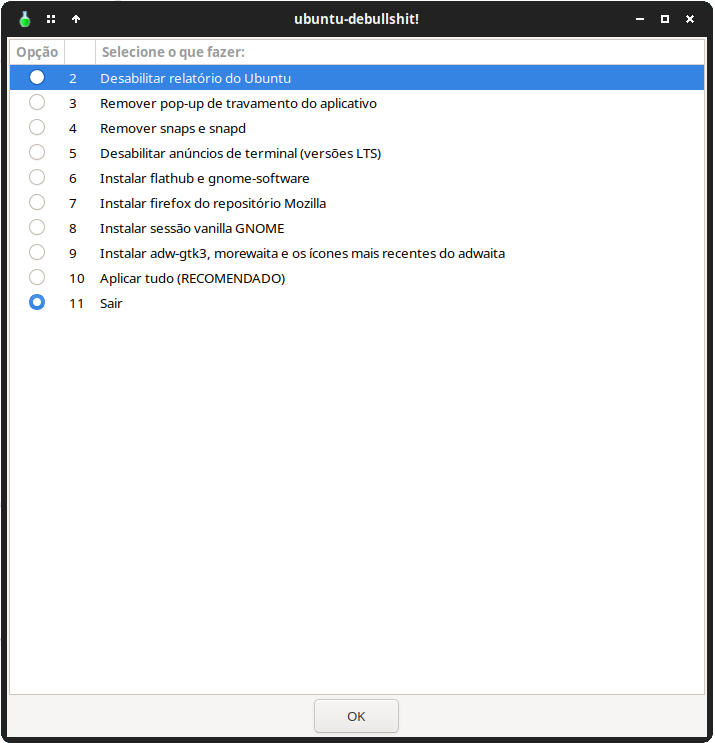 ubuntu-debullshit!
Opção Selecione o que fazer:
2 Desabilitar relatório do Ubuntu
3 Remover pop-up de travamento do aplicativo
4 Remover snaps e snapd
5 Desabilitar anúncios de terminal (versões LTS)
6 Instalar flathub e gnome-software
7 Instalar firefox do repositório Mozilla
8 Instalar sessão vanilla GNOME
9 Instalar adw-gtk3, morewaita e os ícones mais recentes do adwaita
10 Aplicar tudo (RECOMENDADO)
11 Sair
OK